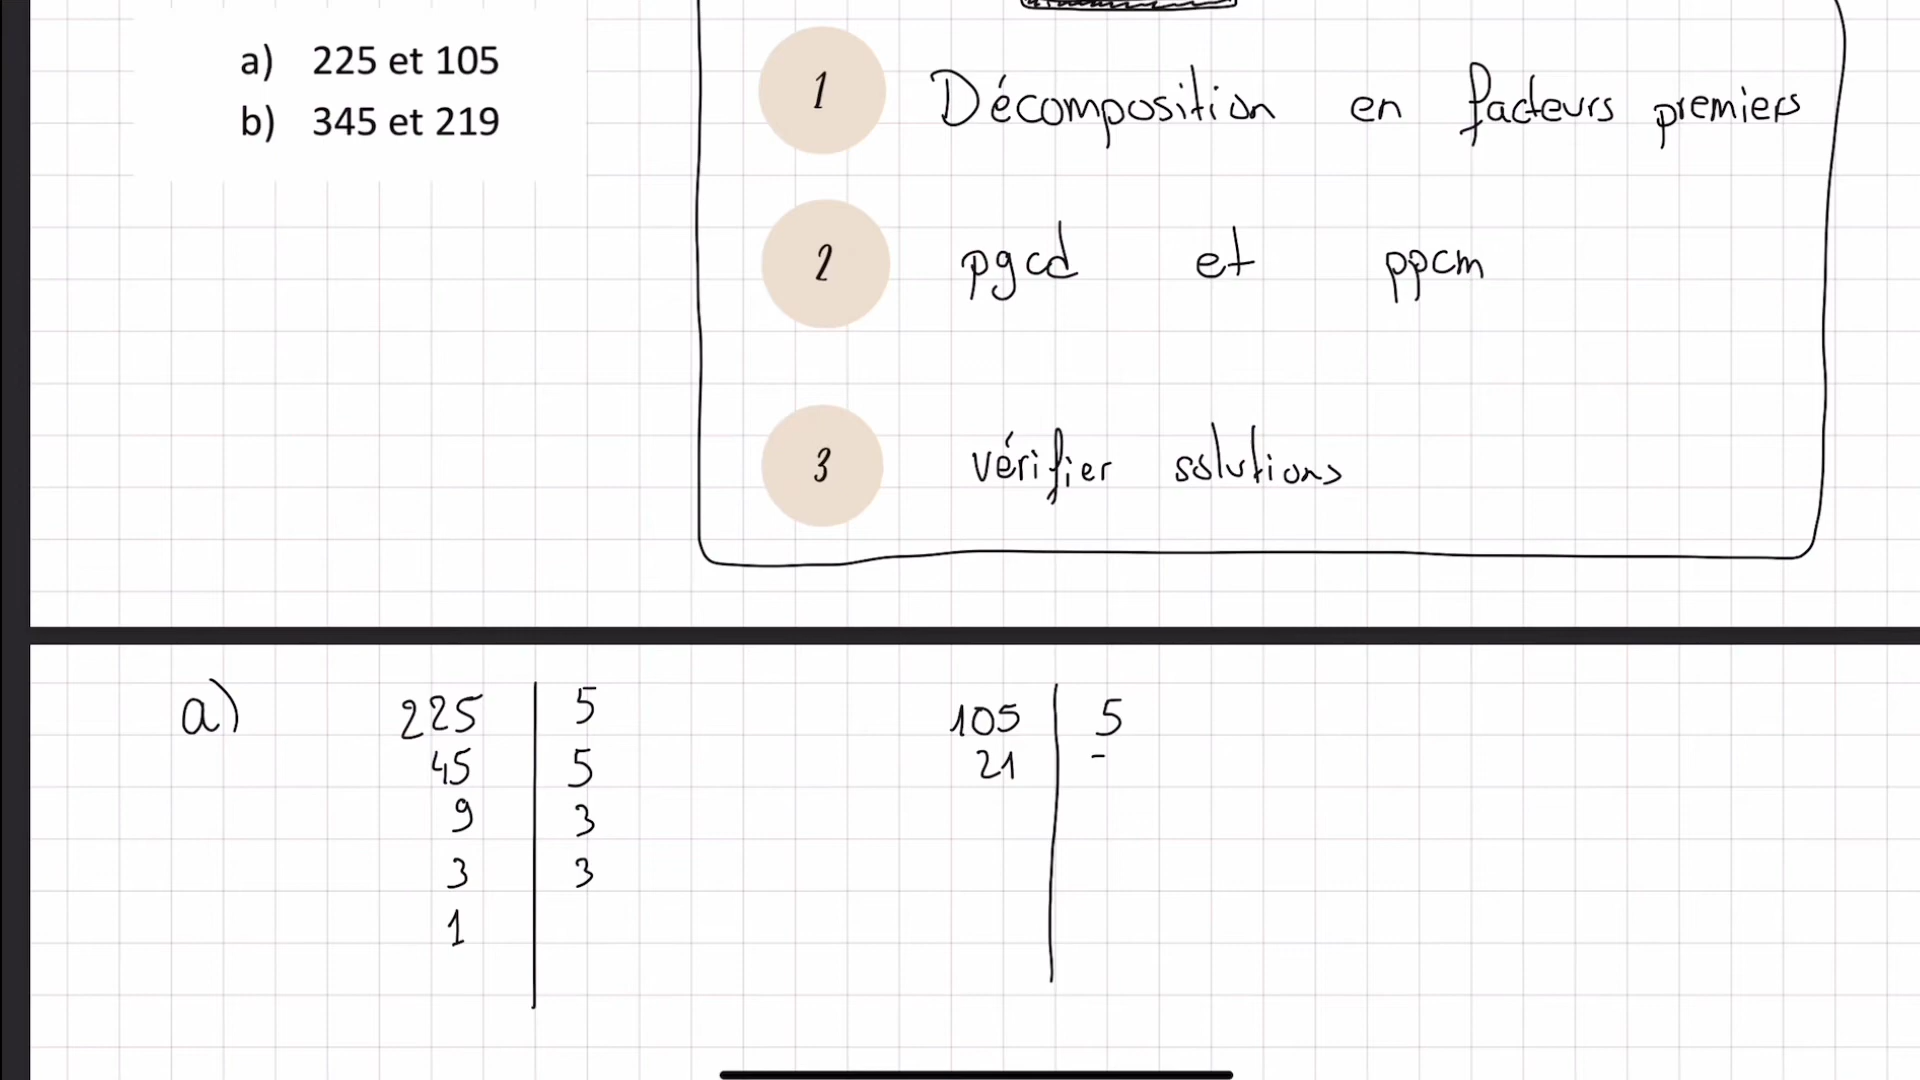 a) 225 et 105
b) 345 et 219
1 Décomposition en facteurs premiers
2 pgcd et ppcm
3 vérifier solutions
a) 225 | 5 105 | 5
45 | 5 21 |
9 | 3
3 | 3
1 |